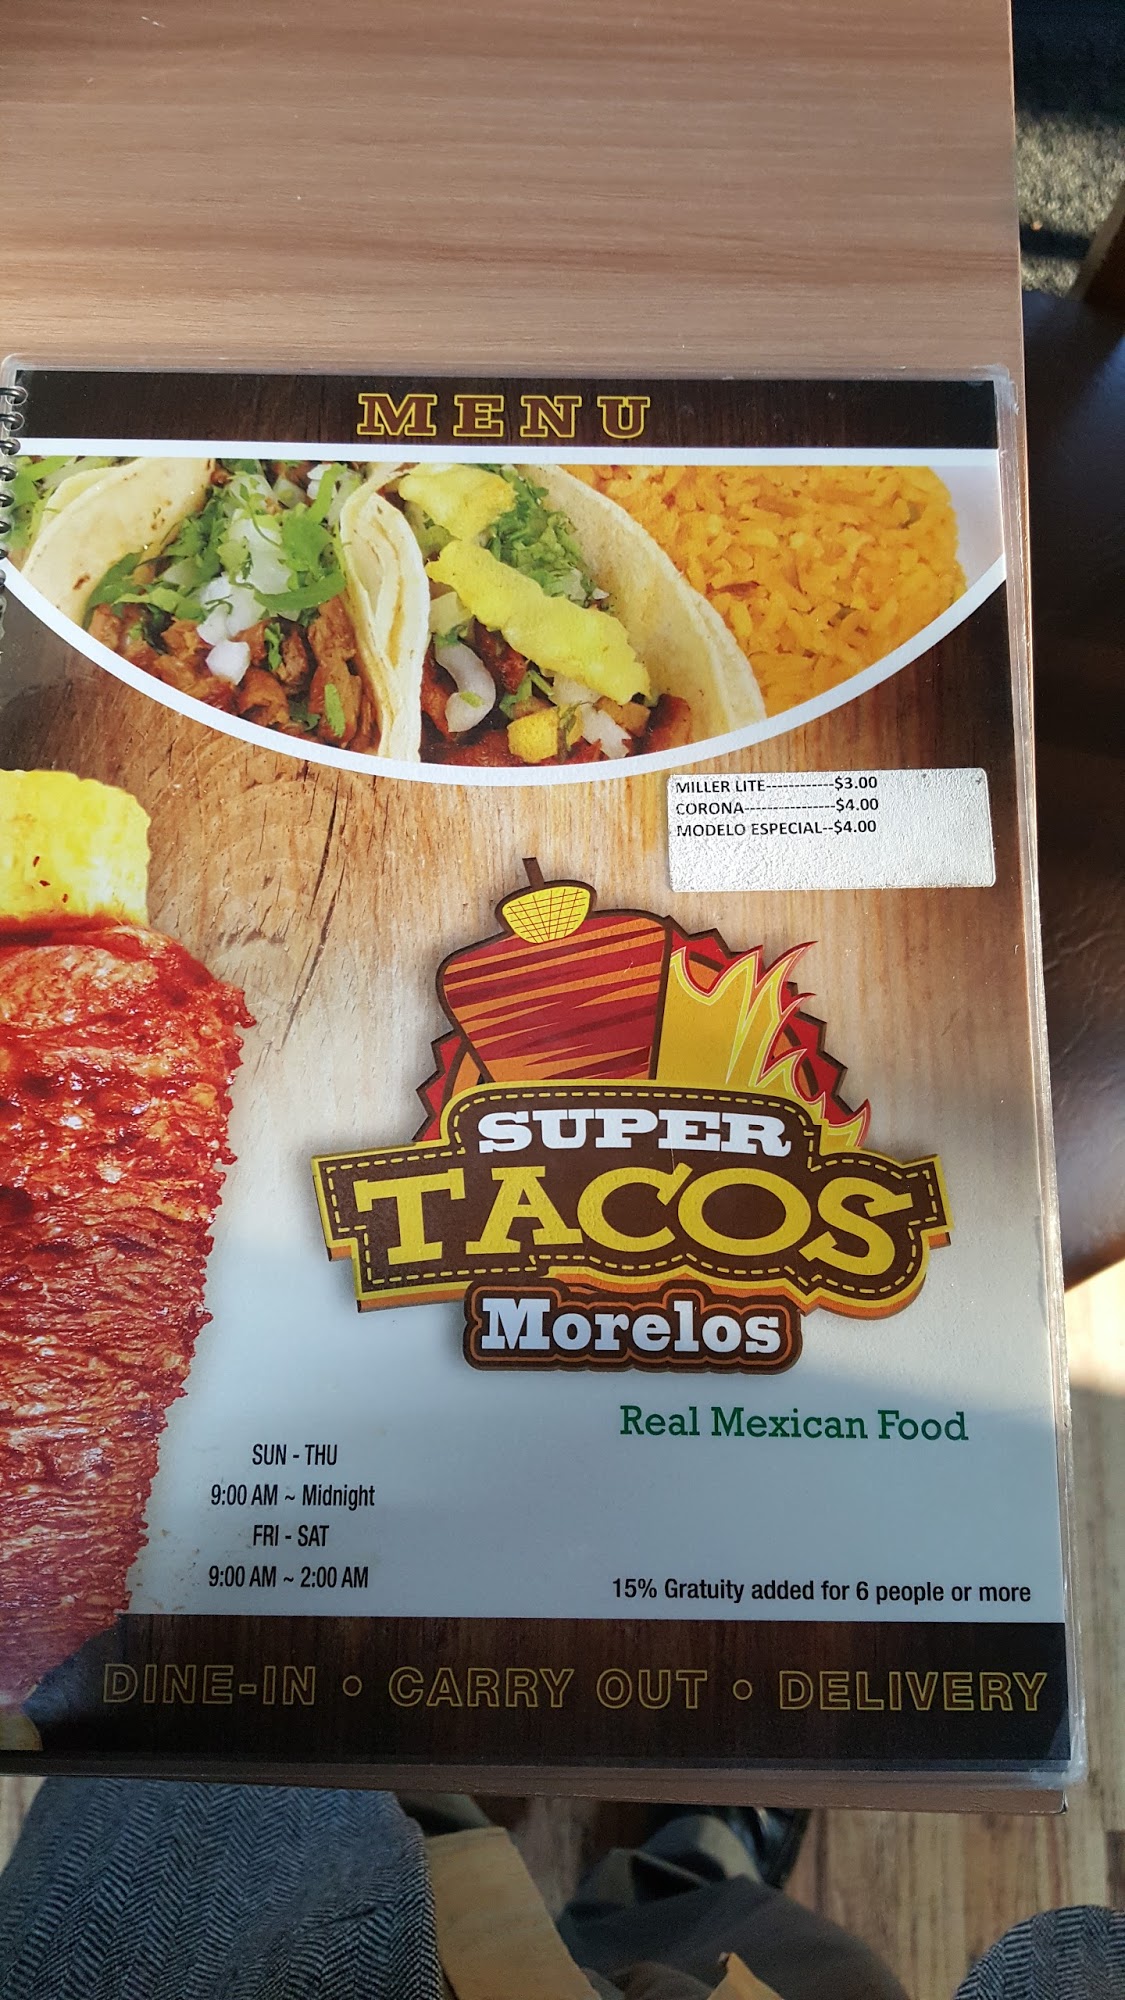 MENU
MILLER LITE------------$3.00
CORONA----------------$4.00
MODELO ESPECIAL--$4.00
SUPER
TACOS
Morelos
Real Mexican Food
SUN - THU
9:00 AM ~ Midnight
FRI - SAT
9:00 AM ~ 2:00 AM
15% Gratuity added for 6 people or more
DINE-IN • CARRY OUT • DELIVERY